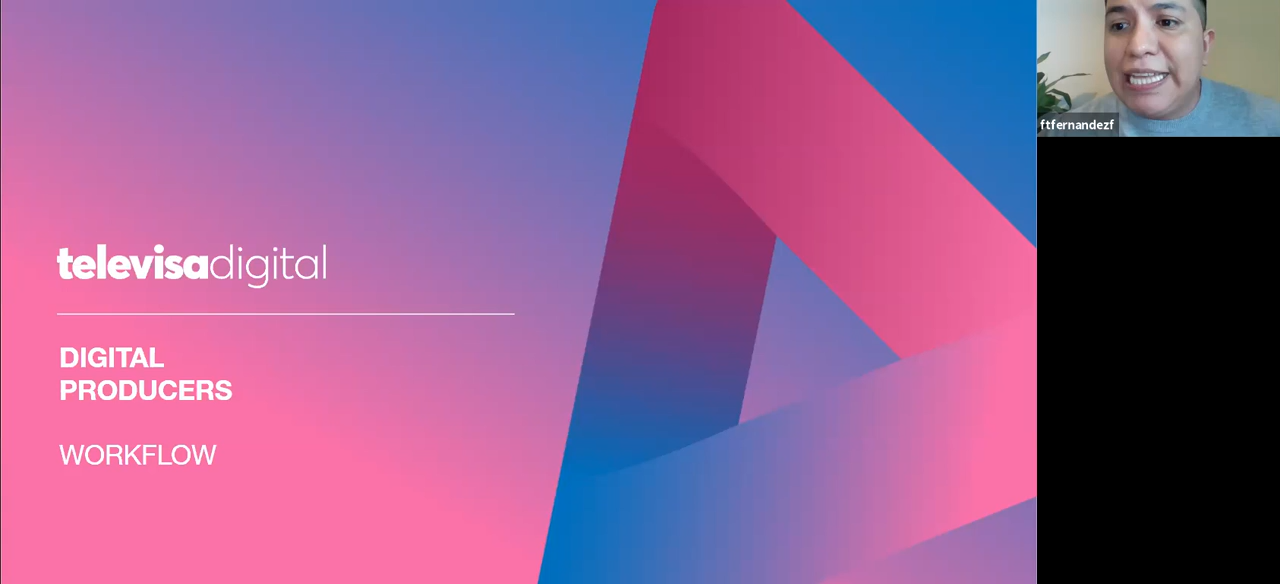 televisadigital
DIGITAL
PRODUCERS
WORKFLOW
ftfernandezf